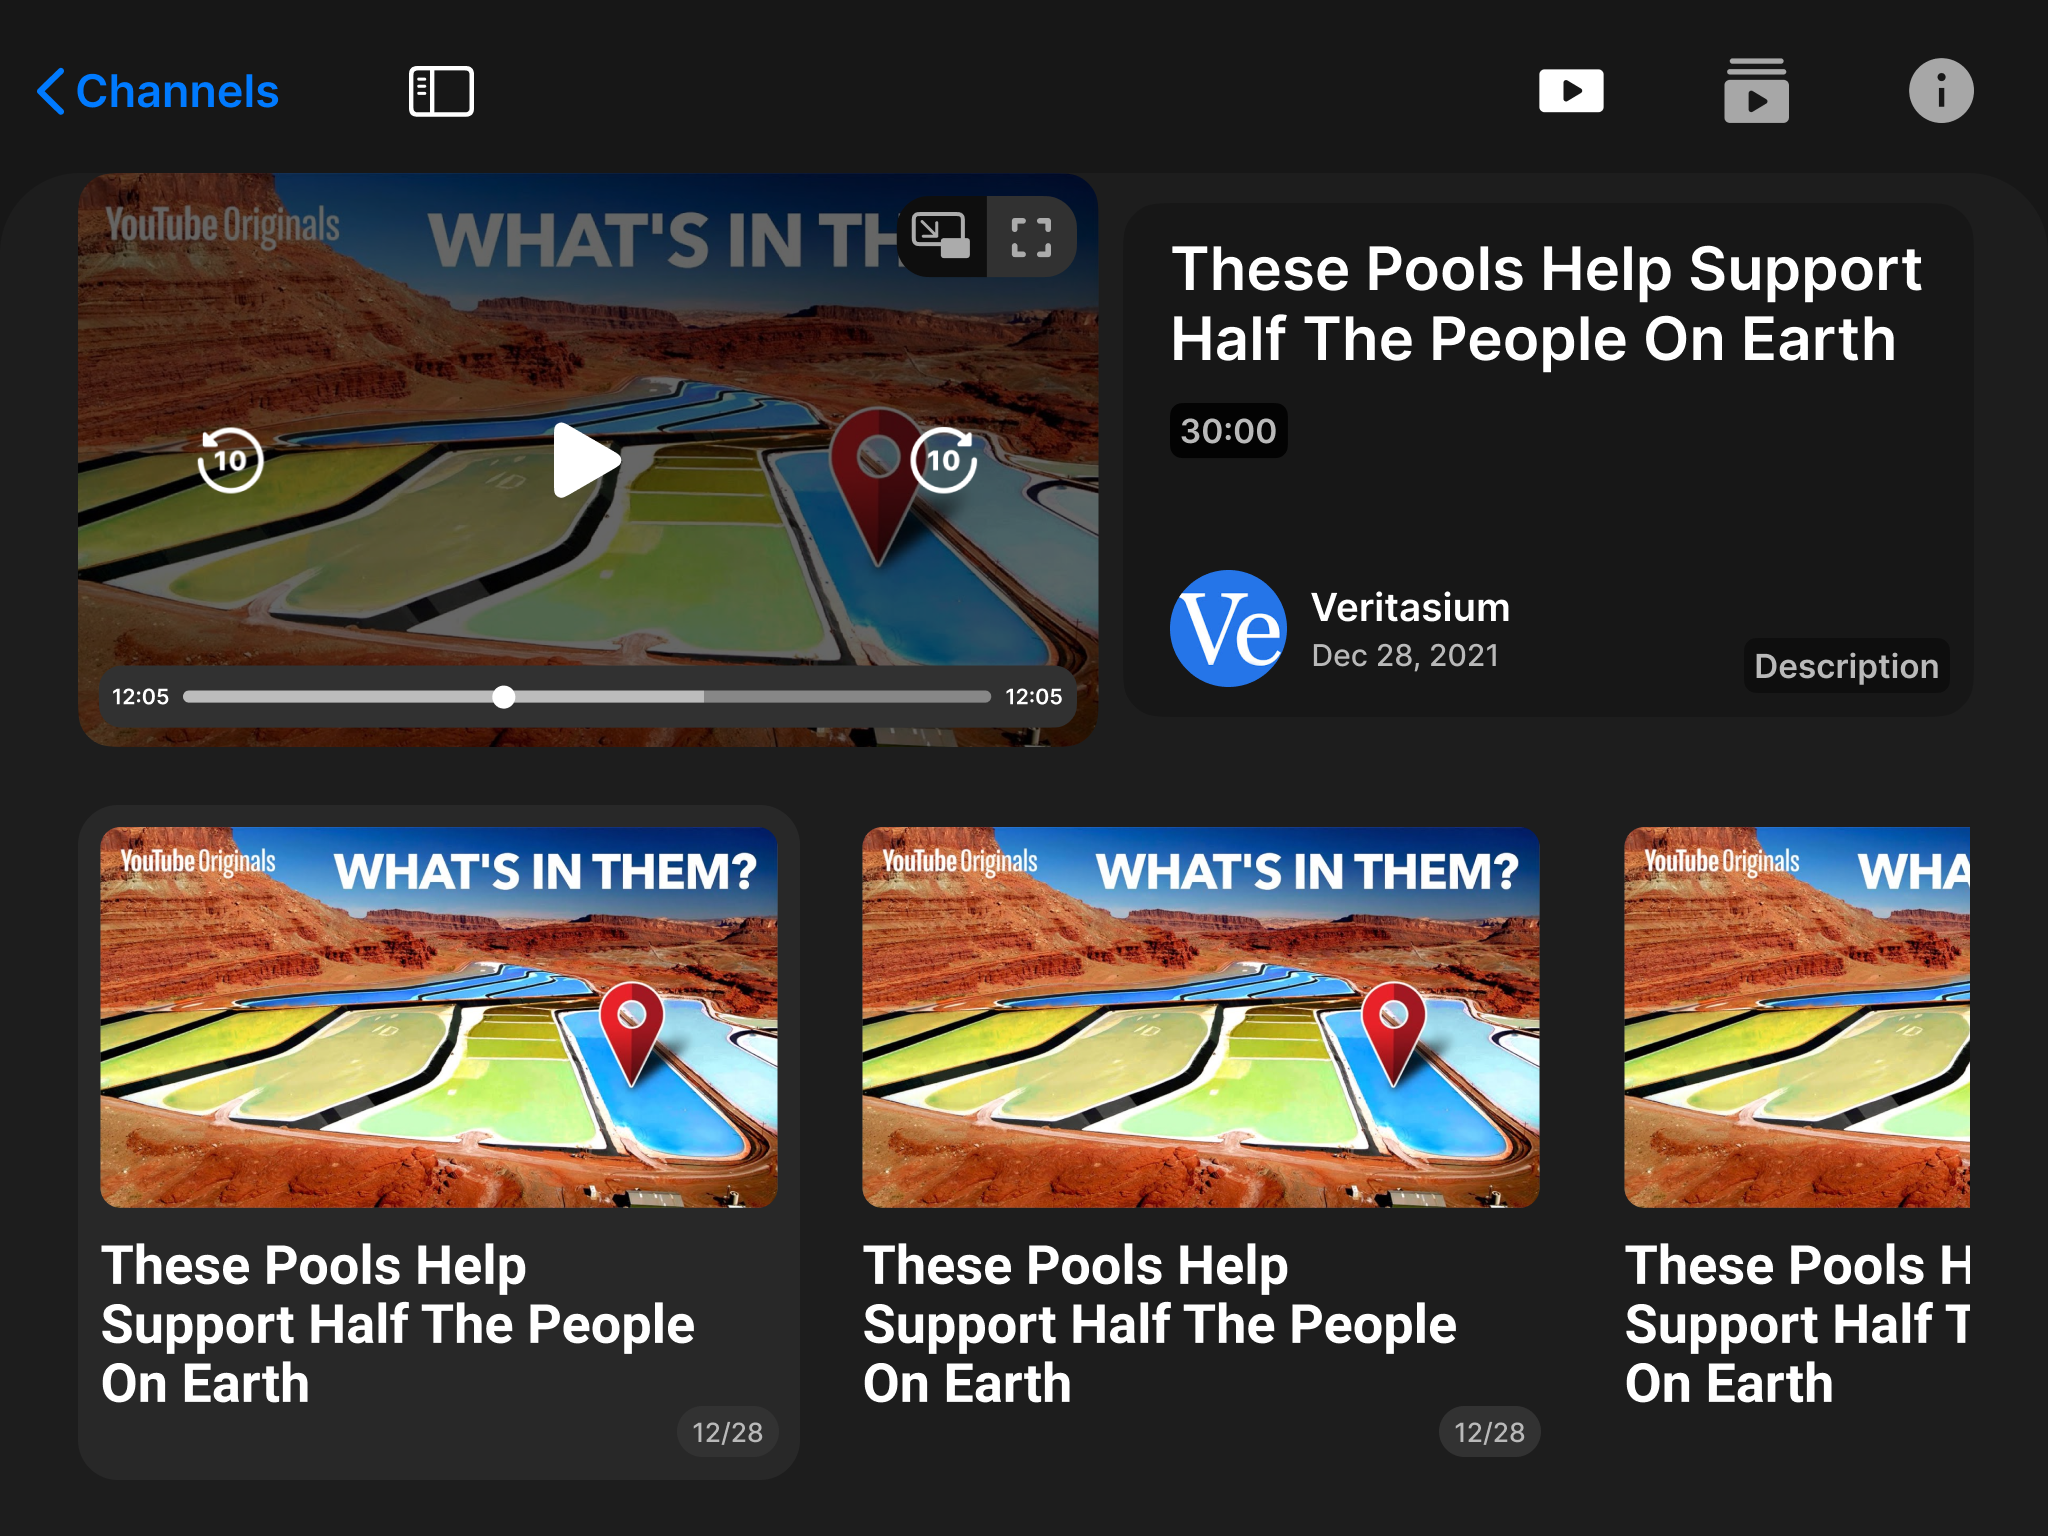 Channels
YouTube Originals
WHAT'S IN TH
10
10
12:05
12:05
These Pools Help Support
Half The People On Earth
30:00
Ve
Veritasium
Dec 28, 2021
Description
YouTube Originals
WHAT'S IN THEM?
These Pools Help
Support Half The People
On Earth
12/28
YouTube Originals
WHAT'S IN THEM?
These Pools Help
Support Half The People
On Earth
12/28
YouTube Originals
WHA
These Pools H
Support Half T
On Earth